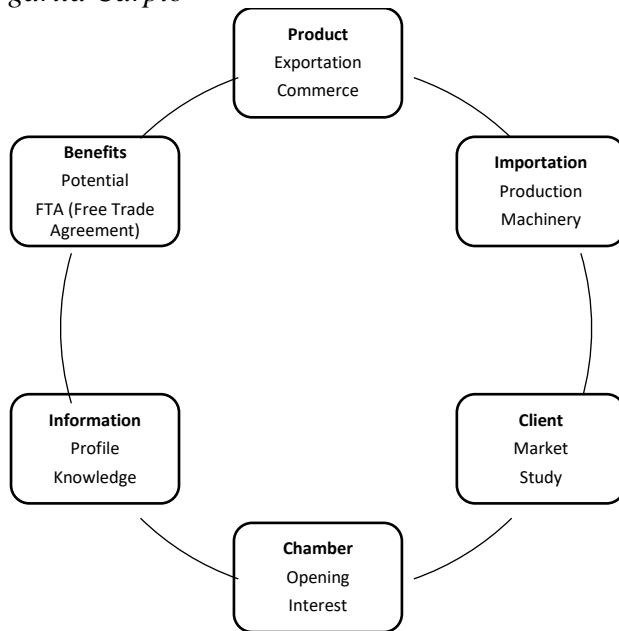 Product
Exportation
Commerce
Importation
Production
Machinery
Client
Market
Study
Chamber
Opening
Interest
Information
Profile
Knowledge
Benefits
Potential
FTA (Free Trade
Agreement)